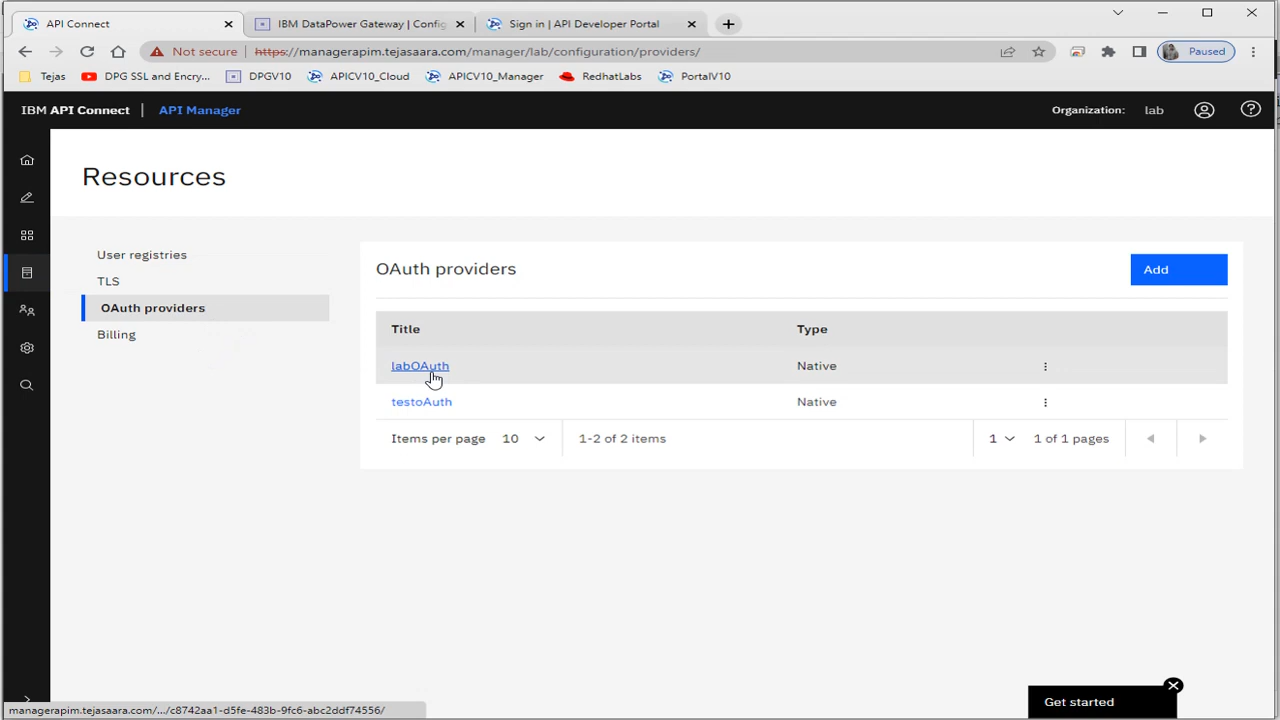 API Connect
IBM DataPower Gateway | Config
Sign in | API Developer Portal
Not secure
https://managerapim.tejasaara.com/manager/lab/configuration/providers/
Paused
Tejas
DPG SSL and Encry...
DPGV10
APICV10_Cloud
APICV10_Manager
RedhatLabs
PortalV10
IBM API Connect | API Manager
Organization: lab
Resources
User registries
TLS
OAuth providers
Billing
OAuth providers
Add
Title Type
labOAuth Native
testoAuth Native
Items per page 10 1-2 of 2 items 1 1 of 1 pages
Get started
managerapim.tejasaara.com/.../c8742aa1-d5fe-483b-9fc6-abc2ddf74556/